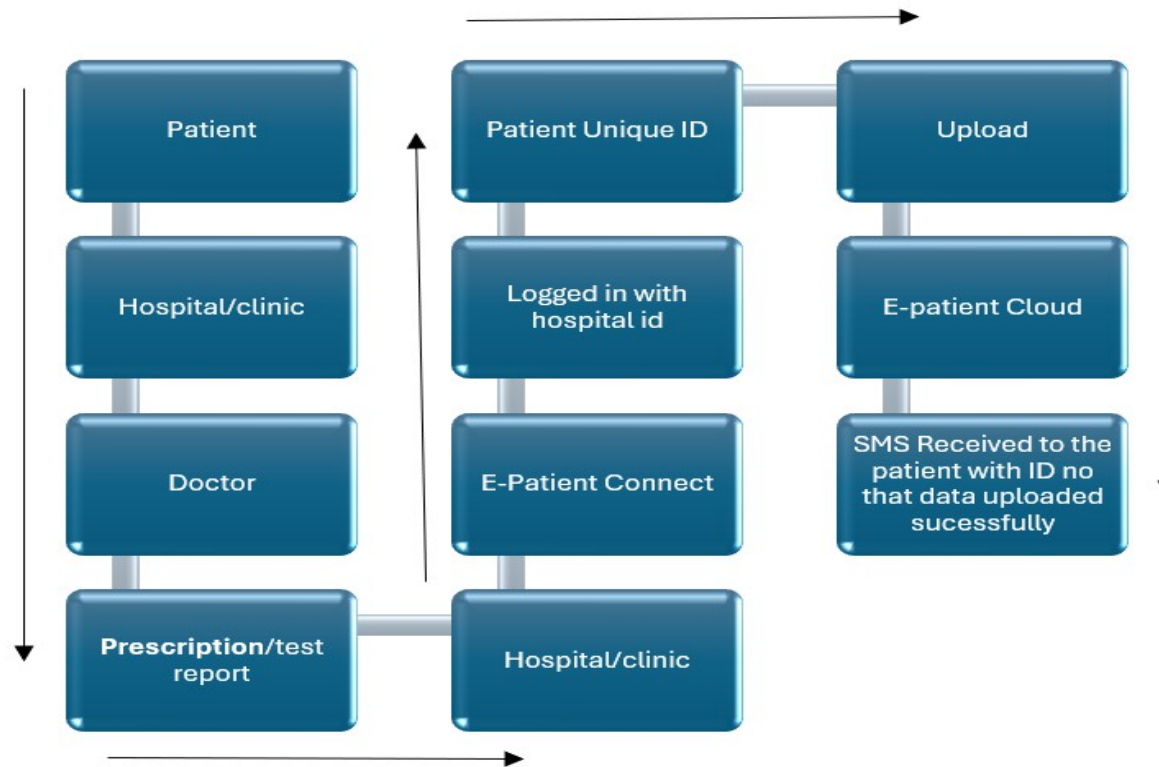 Patient
Hospital/clinic
Doctor
Prescription/test
report
Hospital/clinic
E-Patient Connect
Logged in with
hospital id
Patient Unique ID
Upload
E-patient Cloud
SMS Received to the
patient with ID no
that data uploaded
sucessfully